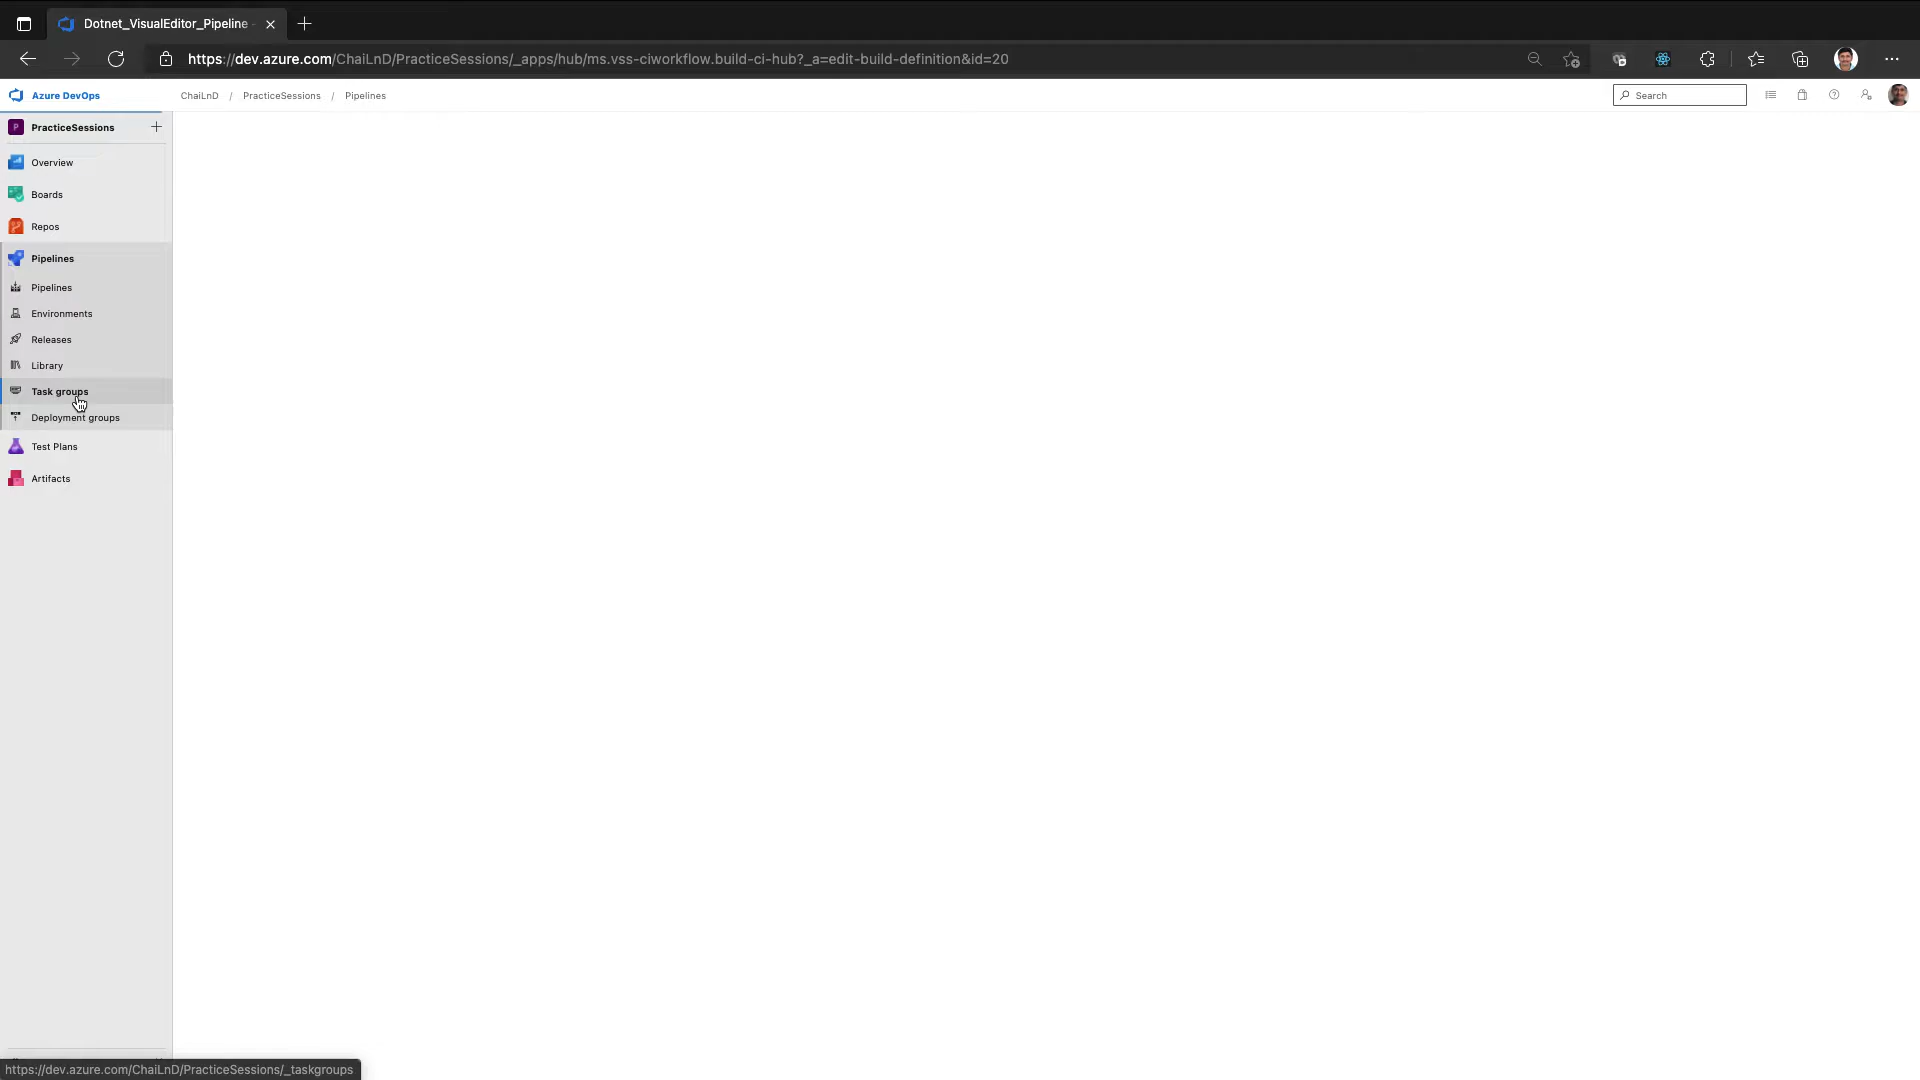 Dotnet_VisualEditor_Pipeline -
https://dev.azure.com/ChaiLnD/PracticeSessions/_apps/hub/ms.vss-ciworkflow.build-ci-hub?_a=edit-build-definition&id=20
Azure DevOps
ChaiLnD / PracticeSessions / Pipelines
Search
P PracticeSessions
Overview
Boards
Repos
Pipelines
Pipelines
Environments
Releases
Library
Task groups
Deployment groups
Test Plans
Artifacts
https://dev.azure.com/ChaiLnD/PracticeSessions/_taskgroups